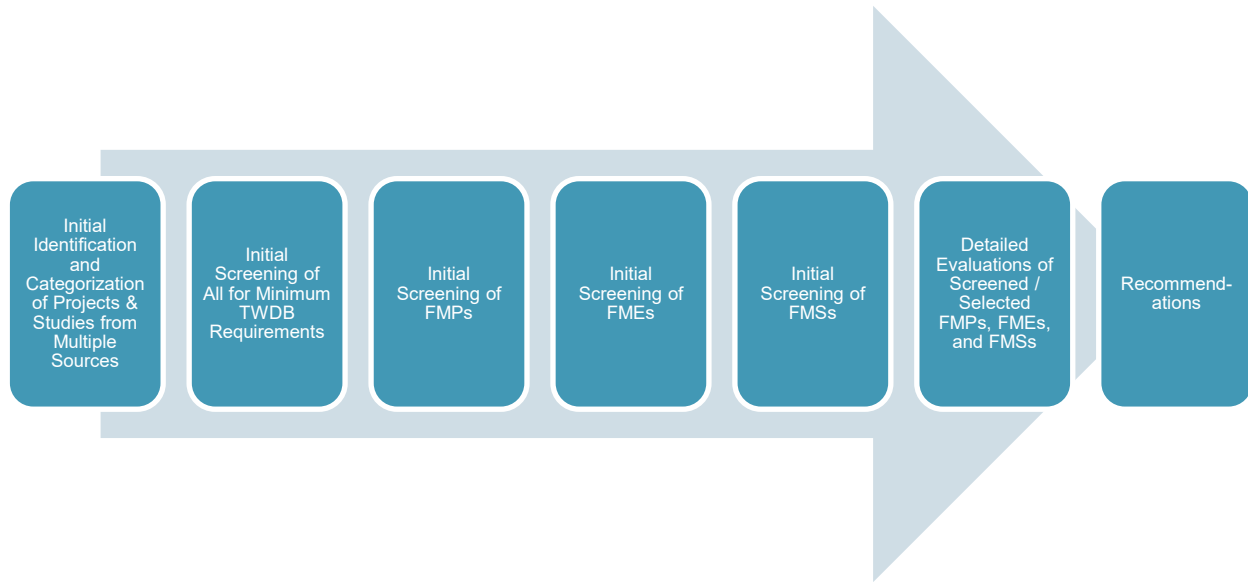 Initial
Identification
and
Categorization
of Projects &
Studies from
Multiple
Sources
Initial
Screening of
All for Minimum
TWDB
Requirements
Initial
Screening of
FMPs
Initial
Screening of
FMEs
Initial
Screening of
FMSs
Detailed
Evaluations of
Screened /
Selected
FMPs, FMEs,
and FMSs
Recommend-
ations